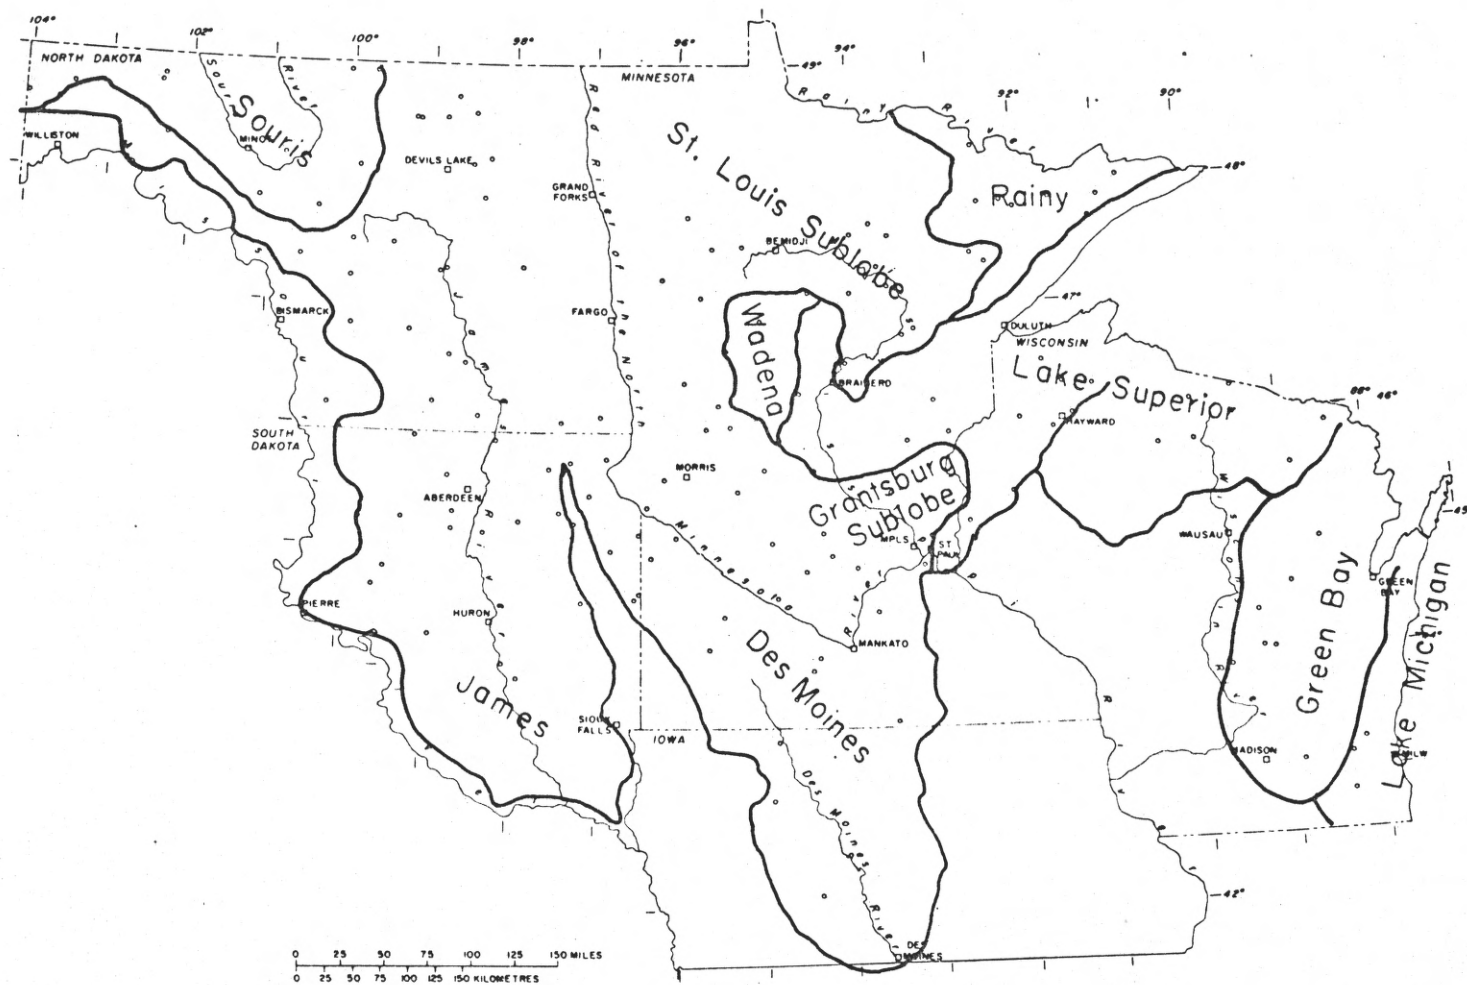 104°
102°
100°
98°
96°
94°
92°
90°
NORTH DAKOTA
MINNESOTA
49°
Rainy River
Souris River
Souris
WILLISTON
MINOT
DEVILS LAKE
GRAND
FORKS
Red River of the North
St. Louis Sublobe
Rainy
48°
BEMIDJI
47°
BISMARCK
FARGO
Wadena
DULUTH
WISCONSIN
Lake Superior
BRAINERD
HAYWARD
86° 46°
SOUTH
DAKOTA
James River
MORRIS
ABERDEEN
Grantsburg
Sublobe
MPLS
ST.
PAUL
WAUSAU
Wisconsin River
Minnesota River
PIERRE
HURON
MANKATO
GREEN
BAY
Green Bay
Lake Michigan
James
Des Moines
SIOUX
FALLS
IOWA
MADISON
MILW
Des Moines River
42°
DES
MOINES
0 25 50 75 100 125 150 MILES
0 25 50 75 100 125 150 KILOMETRES